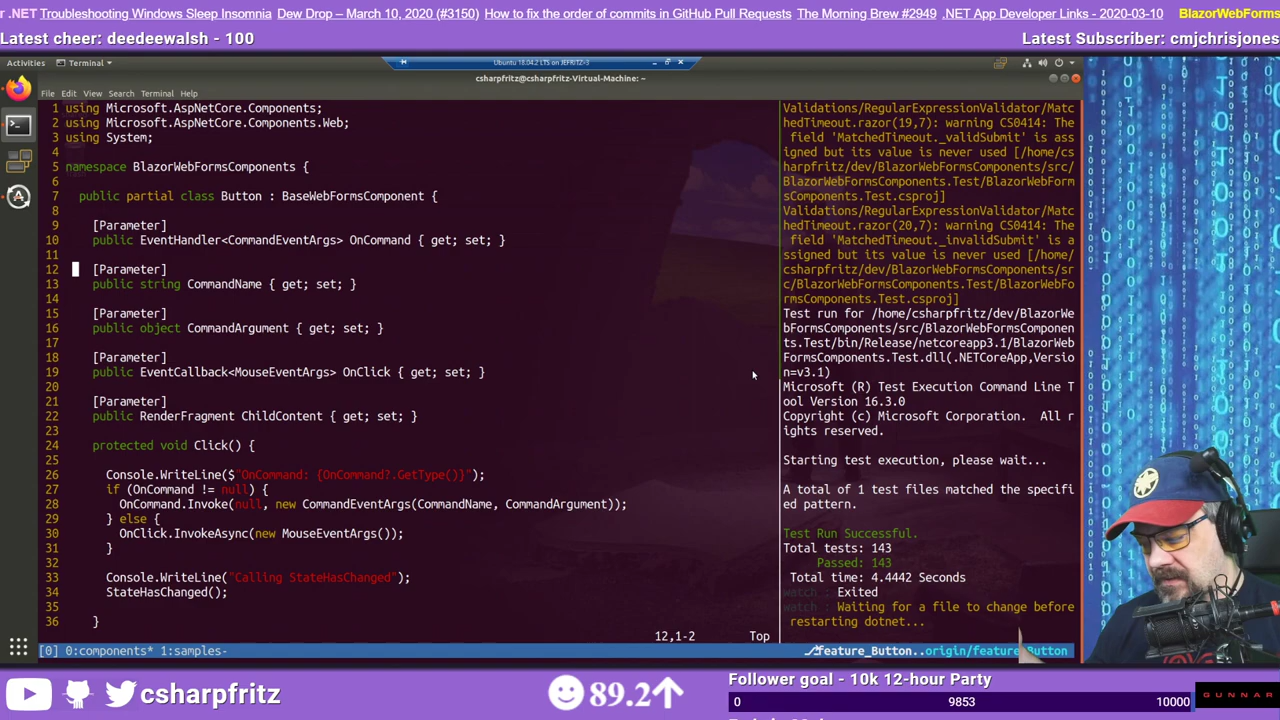 r .NET Troubleshooting Windows Sleep Insomnia Dew Drop – March 10, 2020 (#3150) How to fix the order of commits in GitHub Pull Requests The Morning Brew #2949 .NET App Developer Links - 2020-03-10 BlazorWebForms
Latest cheer: deedeewalsh - 100
Latest Subscriber: cmjchrisjones
Activities
Terminal
Ubuntu 18.04.2 LTS on JEFRITZ-3
csharpfritz@csharpfritz-Virtual-Machine: ~
File Edit View Search Terminal Help
1 using Microsoft.AspNetCore.Components;
2 using Microsoft.AspNetCore.Components.Web;
3 using System;
4
5 namespace BlazorWebFormsComponents {
6
7 public partial class Button : BaseWebFormsComponent {
8
9 [Parameter]
10 public EventHandler<CommandEventArgs> OnCommand { get; set; }
11
12 [Parameter]
13 public string CommandName { get; set; }
14
15 [Parameter]
16 public object CommandArgument { get; set; }
17
18 [Parameter]
19 public EventCallback<MouseEventArgs> OnClick { get; set; }
20
21 [Parameter]
22 public RenderFragment ChildContent { get; set; }
23
24 protected void Click() {
25
26 Console.WriteLine($"OnCommand: {OnCommand?.GetType()}");
27 if (OnCommand != null) {
28 OnCommand.Invoke(null, new CommandEventArgs(CommandName, CommandArgument));
29 } else {
30 OnClick.InvokeAsync(new MouseEventArgs());
31 }
32
33 Console.WriteLine("Calling StateHasChanged");
34 StateHasChanged();
35
36 }
12,1-2 Top
Validations/RegularExpressionValidator/Matc
hedTimeout.razor(19,7): warning CS0414: The
field 'MatchedTimeout._validSubmit' is ass
igned but its value is never used [/home/cs
harpfritz/dev/BlazorWebFormsComponents/src/
BlazorWebFormsComponents.Test/BlazorWebForm
sComponents.Test.csproj]
Validations/RegularExpressionValidator/Matc
hedTimeout.razor(20,7): warning CS0414: The
field 'MatchedTimeout._invalidSubmit' is a
ssigned but its value is never used [/home/
csharpfritz/dev/BlazorWebFormsComponents/sr
c/BlazorWebFormsComponents.Test/BlazorWebFo
rmsComponents.Test.csproj]
Test run for /home/csharpfritz/dev/BlazorWe
bFormsComponents/src/BlazorWebFormsComponen
ts.Test/bin/Release/netcoreapp3.1/BlazorWeb
FormsComponents.Test.dll(.NETCoreApp,Versio
n=v3.1)
Microsoft (R) Test Execution Command Line T
ool Version 16.3.0
Copyright (c) Microsoft Corporation. All r
ights reserved.
Starting test execution, please wait...
A total of 1 test files matched the specifi
ed pattern.
Test Run Successful.
Total tests: 143
Passed: 143
Total time: 4.4442 Seconds
watch : Exited
watch : Waiting for a file to change before
restarting dotnet...
[0] 0:components* 1:samples-
feature_Button..origin/feature_Button
csharpfritz
89.2
Follower goal - 10k 12-hour Party
0 9853 10000
GUNNAR